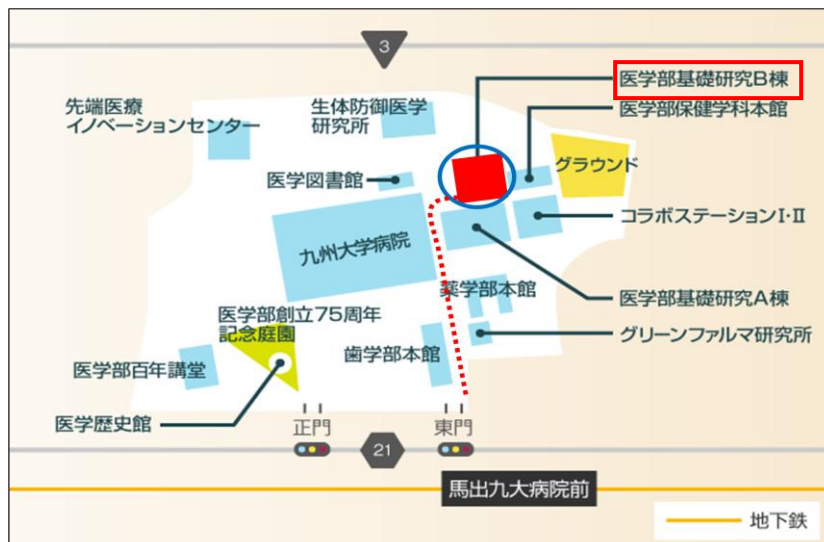 3
医学部基礎研究B棟
先端医療
イノベーションセンター
生体防御医学
研究所
医学部保健学科本館
グラウンド
医学図書館
コラボステーションⅠ・Ⅱ
九州大学病院
薬学部本館
医学部基礎研究A棟
医学部創立75周年
記念庭園
グリーンファルマ研究所
歯学部本館
医学部百年講堂
医学歴史館
正門
東門
21
馬出九大病院前
地下鉄